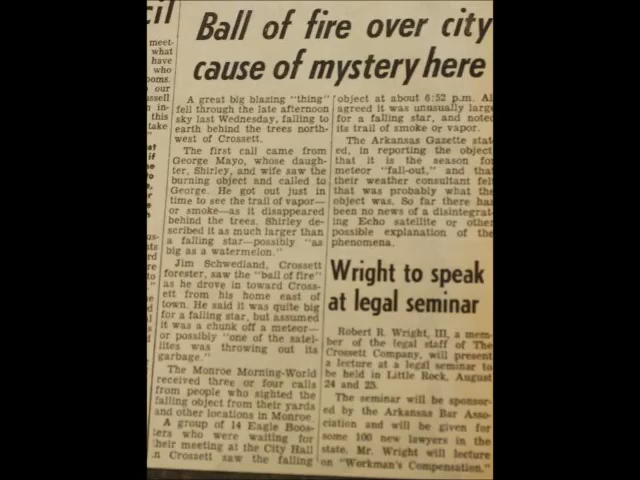 cil
meet-
what
have
who
ooms.
our
ussell
n in-
this
take
Ball of fire over city
cause of mystery here
A great big blazing "thing"
fell through the late afternoon
sky last Wednesday, falling to
earth behind the trees north-
west of Crossett.
The first call came from
George Mayo, whose daugh-
ter, Shirley, and wife saw the
burning object and called to
George. He got out just in
time to see the trail of vapor—
or smoke—as it disappeared
behind the trees. Shirley de-
scribed it as much larger than
a falling star—possibly "as
big as a watermelon."
Jim Schwedland, Crossett
forester, saw the "ball of fire"
as he drove in toward Cross-
ett from his home east of
town. He said it was quite big
for a falling star, but assumed
it was a chunk off a meteor—
or possibly "one of the satel-
lites was throwing out its
garbage."
The Monroe Morning-World
received three or four calls
from people who sighted the
falling object from their yards
and other locations in Monroe.
A group of 14 Eagle Boos-
ters who were waiting for
their meeting at the City Hall
n Crossett saw the falling
object at about 6:52 p.m. Al
agreed it was unusually large
for a falling star, and noted
its trail of smoke or vapor.
The Arkansas Gazette stat
ed, in reporting the object
that it is the season for
meteor "fall-out," and that
their weather consultant felt
that was probably what the
object was. So far there has
been no news of a disintegrat
ing Echo satellite or other
possible explanation of the
phenomena.
Wright to speak
at legal seminar
Robert R. Wright, III, a mem-
ber of the legal staff of The
Crossett Company, will present
a lecture at a legal seminar to
be held in Little Rock, August
24 and 25.
The seminar will be sponsor-
ed by the Arkansas Bar Asso-
ciation and will be given for
some 100 new lawyers in the
state. Mr. Wright will lecture
on "Workman's Compensation."